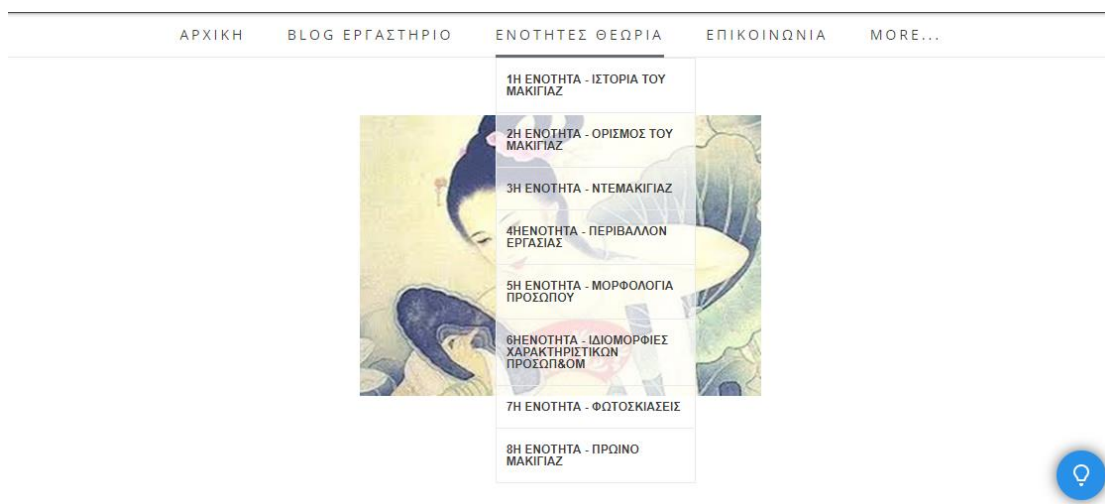 ΑΡΧΙΚΗ BLOG ΕΡΓΑΣΤΗΡΙΟ ΕΝΟΤΗΤΕΣ ΘΕΩΡΙΑ ΕΠΙΚΟΙΝΩΝΙΑ MORE...
1Η ΕΝΟΤΗΤΑ - ΙΣΤΟΡΙΑ ΤΟΥ
ΜΑΚΙΓΙΑΖ
2Η ΕΝΟΤΗΤΑ - ΟΡΙΣΜΟΣ ΤΟΥ
ΜΑΚΙΓΙΑΖ
3Η ΕΝΟΤΗΤΑ - ΝΤΕΜΑΚΙΓΙΑΖ
4ΗΕΝΟΤΗΤΑ - ΠΕΡΙΒΑΛΛΟΝ
ΕΡΓΑΣΙΑΣ
5Η ΕΝΟΤΗΤΑ - ΜΟΡΦΟΛΟΓΙΑ
ΠΡΟΣΩΠΟΥ
6ΗΕΝΟΤΗΤΑ - ΙΔΙΟΜΟΡΦΙΕΣ
ΧΑΡΑΚΤΗΡΙΣΤΙΚΩΝ
ΠΡΟΣΩΠ&ΟΜ
7Η ΕΝΟΤΗΤΑ - ΦΩΤΟΣΚΙΑΣΕΙΣ
8Η ΕΝΟΤΗΤΑ - ΠΡΩΙΝΟ
ΜΑΚΙΓΙΑΖ